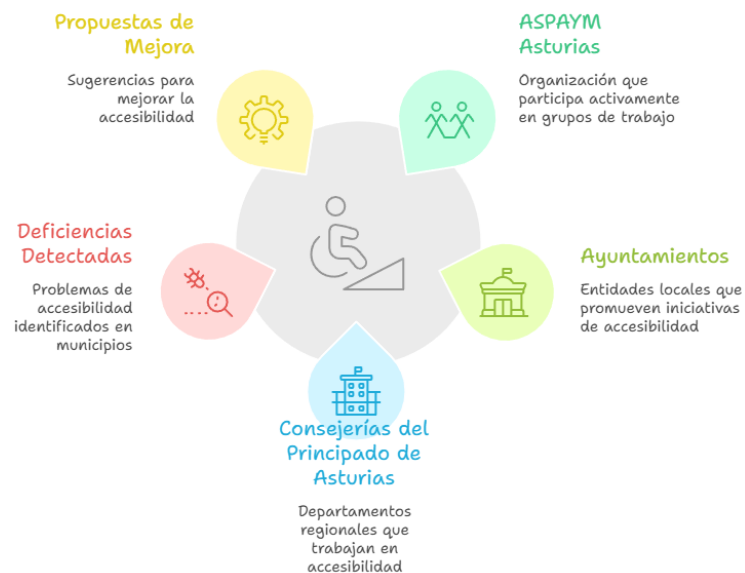 Propuestas de
Mejora
Sugerencias para
mejorar la
accesibilidad
ASPAYM
Asturias
Organización que
participa activamente
en grupos de trabajo
Deficiencias
Detectadas
Problemas de
accesibilidad
identificados en
municipios
Ayuntamientos
Entidades locales que
promueven iniciativas
de accesibilidad
Consejerías del
Principado de
Asturias
Departamentos
regionales que
trabajan en
accesibilidad